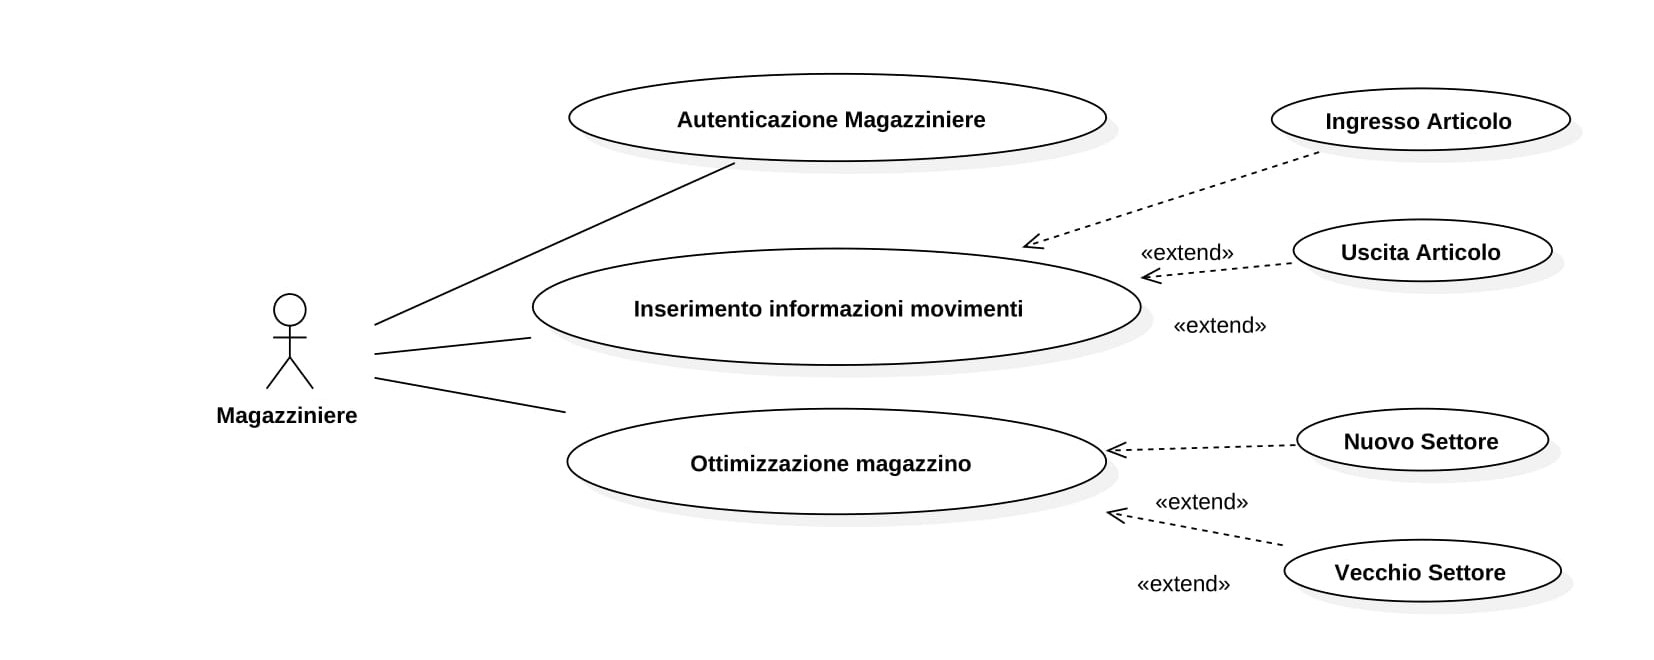 Autenticazione Magazziniere
Ingresso Articolo
«extend»
Uscita Articolo
Inserimento informazioni movimenti
«extend»
Magazziniere
Nuovo Settore
Ottimizzazione magazzino
«extend»
Vecchio Settore
«extend»